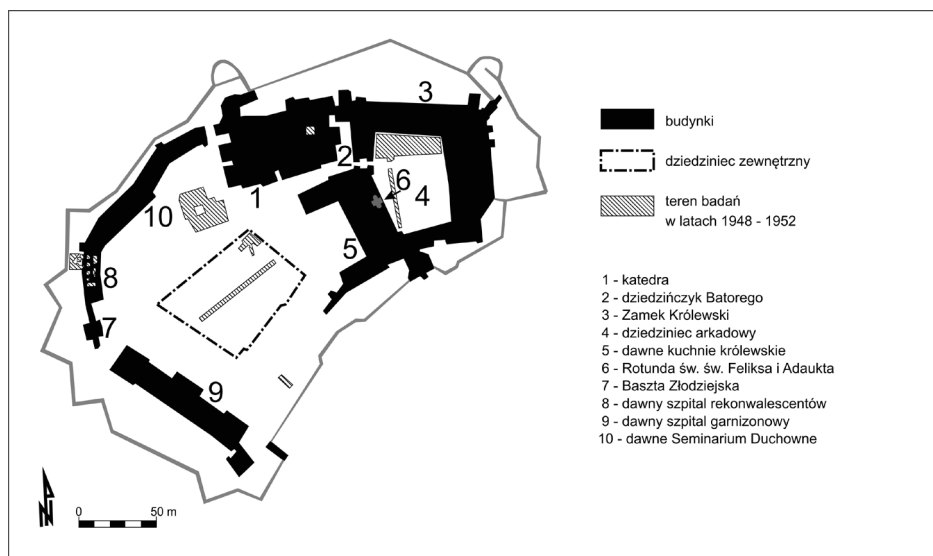 3
2
6
4
1
10
5
8
7
9
budynki
dziedziniec zewnętrzny
teren badań
w latach 1948 - 1952
1 - katedra
2 - dziedzińczyk Batorego
3 - Zamek Królewski
4 - dziedziniec arkadowy
5 - dawne kuchnie królewskie
6 - Rotunda św. św. Feliksa i Adaukta
7 - Baszta Złodziejska
8 - dawny szpital rekonwalescentów
9 - dawny szpital garnizonowy
10 - dawne Seminarium Duchowne
0
50 m